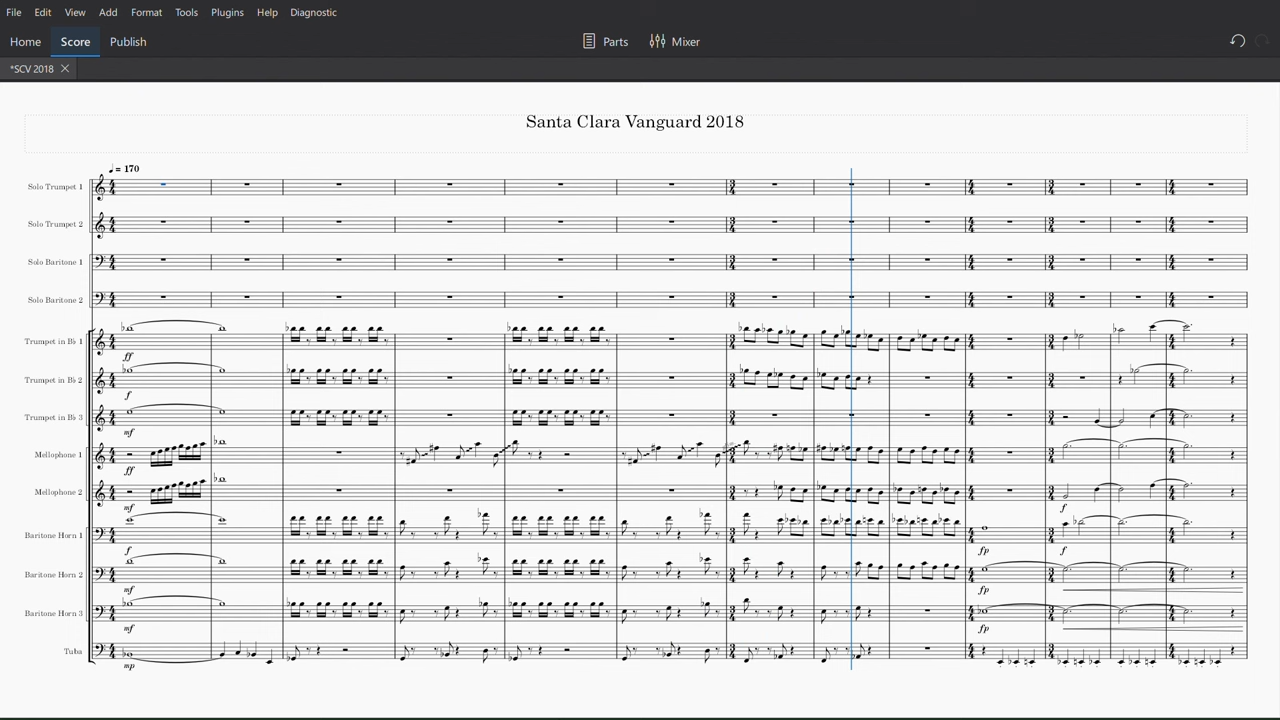 File Edit View Add Format Tools Plugins Help Diagnostic
Home Score Publish Parts Mixer
*SCV 2018
Santa Clara Vanguard 2018
♩ = 170
Solo Trumpet 1
Solo Trumpet 2
Solo Baritone 1
Solo Baritone 2
Trumpet in B♭ 1
ff
Trumpet in B♭ 2
f
Trumpet in B♭ 3
mf
Mellophone 1
ff
Mellophone 2
mf f
Baritone Horn 1
f fp f
Baritone Horn 2
mf fp
Baritone Horn 3
mf fp
Tuba
mp